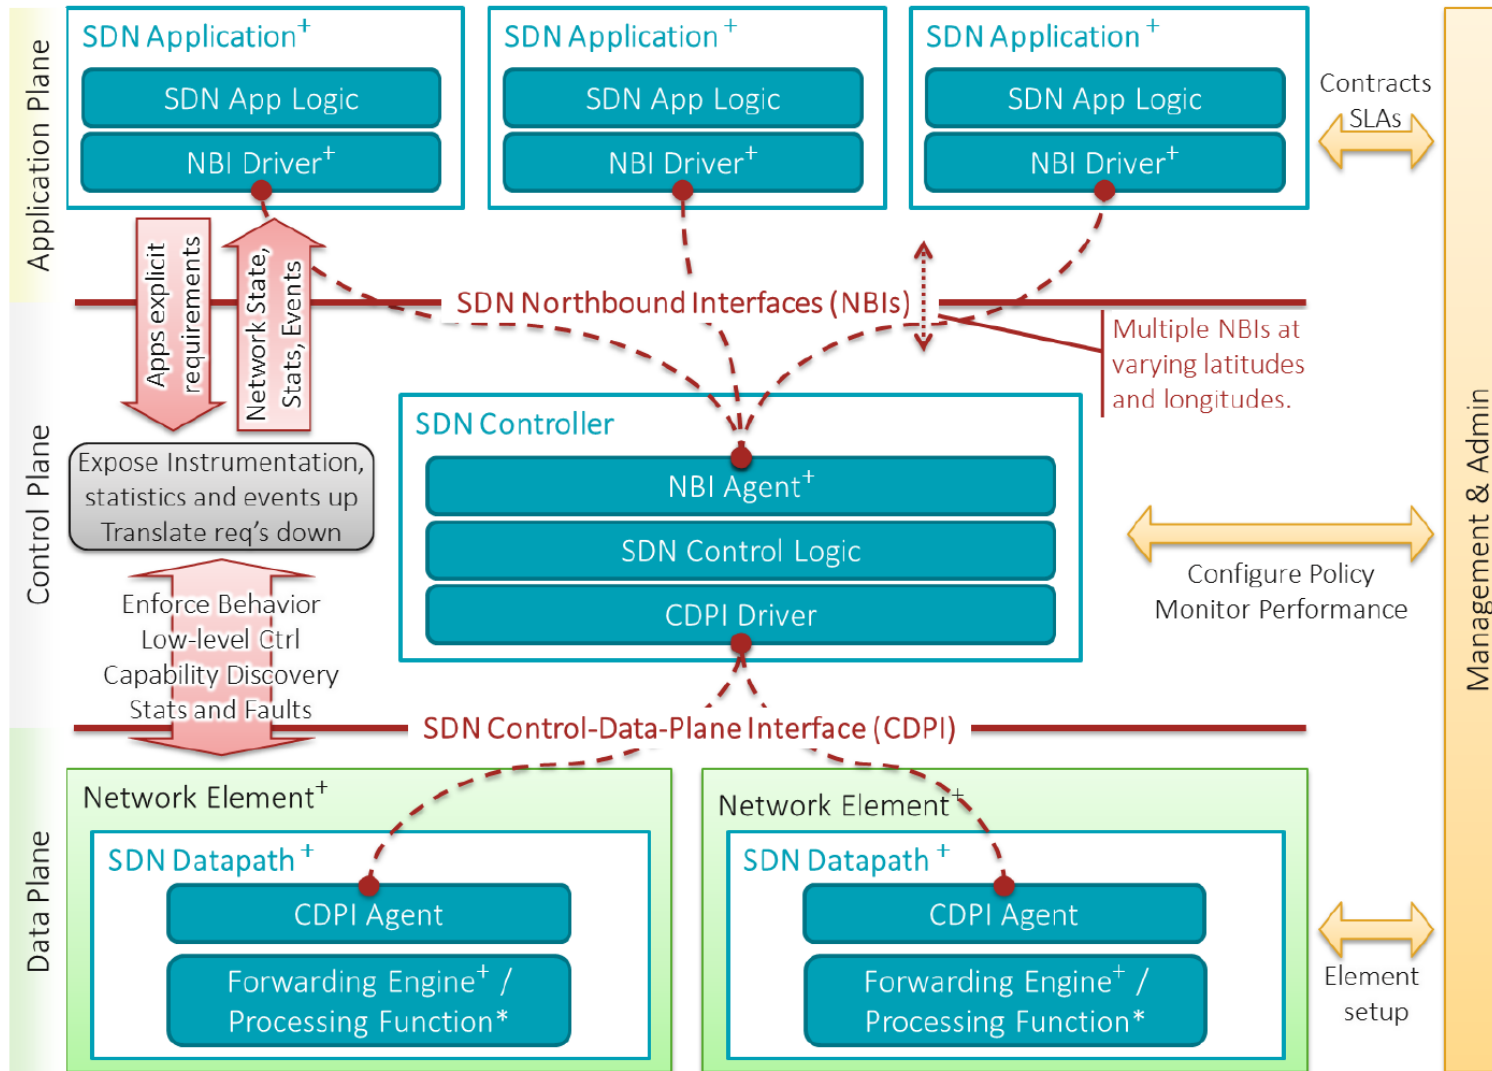 Application Plane
SDN Application+
SDN App Logic
NBI Driver+
SDN Application+
SDN App Logic
NBI Driver+
SDN Application+
SDN App Logic
NBI Driver+
Contracts
SLAs
Apps explicit
requirements
Network State,
Stats, Events
SDN Northbound Interfaces (NBIs)
Multiple NBIs at
varying latitudes
and longitudes.
Control Plane
Expose Instrumentation,
statistics and events up
Translate req's down
SDN Controller
NBI Agent+
SDN Control Logic
CDPI Driver
Configure Policy
Monitor Performance
Management & Admin
Enforce Behavior
Low-level Ctrl
Capability Discovery
Stats and Faults
SDN Control-Data-Plane Interface (CDPI)
Data Plane
Network Element+
SDN Datapath+
CDPI Agent
Forwarding Engine+ /
Processing Function*
Network Element+
SDN Datapath+
CDPI Agent
Forwarding Engine+ /
Processing Function*
Element
setup